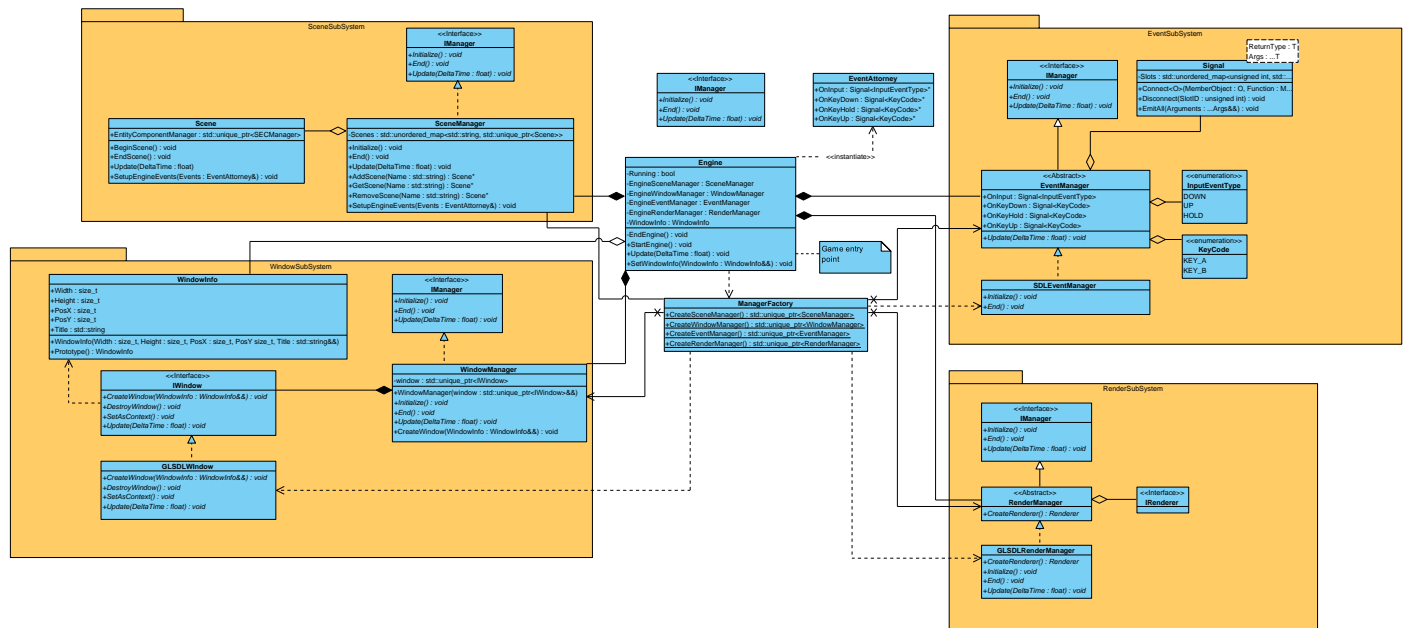 SceneSubSystem
<<Interface>>
IManager
+Initialize() : void
+End() : void
+Update(DeltaTime : float) : void
Scene
+EntityComponentManager : std::unique_ptr<SECManager>
+BeginScene() : void
+EndScene() : void
+Update(DeltaTime : float)
+SetupEngineEvents(Events : EventAttorney&) : void
SceneManager
-Scenes : std::unordered_map<std::string, std::unique_ptr<Scene>>
+Initialize() : void
+End() : void
+Update(DeltaTime : float) : void
+AddScene(Name : std::string) : Scene*
+GetScene(Name : std::string) : Scene*
+RemoveScene(Name : std::string) : Scene*
+SetupEngineEvents(Events : EventAttorney&) : void
<<Interface>>
IManager
+Initialize() : void
+End() : void
+Update(DeltaTime : float) : void
EventAttorney
+OnInput : Signal<InputEventType>*
+OnKeyDown : Signal<KeyCode>*
+OnKeyHold : Signal<KeyCode>*
+OnKeyUp : Signal<KeyCode>*
<<instantiate>>
Engine
-Running : bool
-EngineSceneManager : SceneManager
-EngineWindowManager : WindowManager
-EngineEventManager : EventManager
-EngineRenderManager : RenderManager
-WindowInfo : WindowInfo
-EndEngine() : void
+StartEngine() : void
+Update(DeltaTime : float) : void
+SetWindowInfo(WindowInfo : WindowInfo&&) : void
Game entry
point
ManagerFactory
+CreateSceneManager() : std::unique_ptr<SceneManager>
+CreateWindowManager() : std::unique_ptr<WindowManager>
+CreateEventManager() : std::unique_ptr<EventManager>
+CreateRenderManager() : std::unique_ptr<RenderManager>
EventSubSystem
<<Interface>>
IManager
+Initialize() : void
+End() : void
+Update(DeltaTime : float) : void
ReturnType : T
Args : ...T
Signal
-Slots : std::unordered_map<unsigned int, std::...
+Connect<O>(MemberObject : O, Function : M...
+Disconnect(SlotID : unsigned int) : void
+EmitAll(Arguments : ...Args&&) : void
<<Abstract>>
EventManager
+OnInput : Signal<InputEventType>
+OnKeyDown : Signal<KeyCode>
+OnKeyHold : Signal<KeyCode>
+OnKeyUp : Signal<KeyCode>
+Update(DeltaTime : float) : void
<<enumeration>>
InputEventType
DOWN
UP
HOLD
<<enumeration>>
KeyCode
KEY_A
KEY_B
SDLEventManager
+Initialize() : void
+End() : void
WindowSubSystem
WindowInfo
+Width : size_t
+Height : size_t
+PosX : size_t
+PosY : size_t
+Title : std::string
+WindowInfo(Width : size_t, Height : size_t, PosX : size_t, PosY size_t, Title : std::string&&)
+Prototype() : WindowInfo
<<Interface>>
IManager
+Initialize() : void
+End() : void
+Update(DeltaTime : float) : void
<<Interface>>
IWindow
+CreateWindow(WindowInfo : WindowInfo&&) : void
+DestroyWindow() : void
+SetAsContext() : void
+Update(DeltaTime : float) : void
WindowManager
-window : std::unique_ptr<IWindow>
+WindowManager(window : std::unique_ptr<IWindow>&&)
+Initialize() : void
+End() : void
+Update(DeltaTime : float) : void
+CreateWindow(WindowInfo : WindowInfo&&) : void
GLSDLWindow
+CreateWindow(WindowInfo : WindowInfo&&) : void
+DestroyWindow() : void
+SetAsContext() : void
+Update(DeltaTime : float) : void
RenderSubSystem
<<Interface>>
IManager
+Initialize() : void
+End() : void
+Update(DeltaTime : float) : void
<<Abstract>>
RenderManager
+CreateRenderer() : Renderer
<<Interface>>
IRenderer
GLSDLRenderManager
+CreateRenderer() : Renderer
+Initialize() : void
+End() : void
+Update(DeltaTime : float) : void